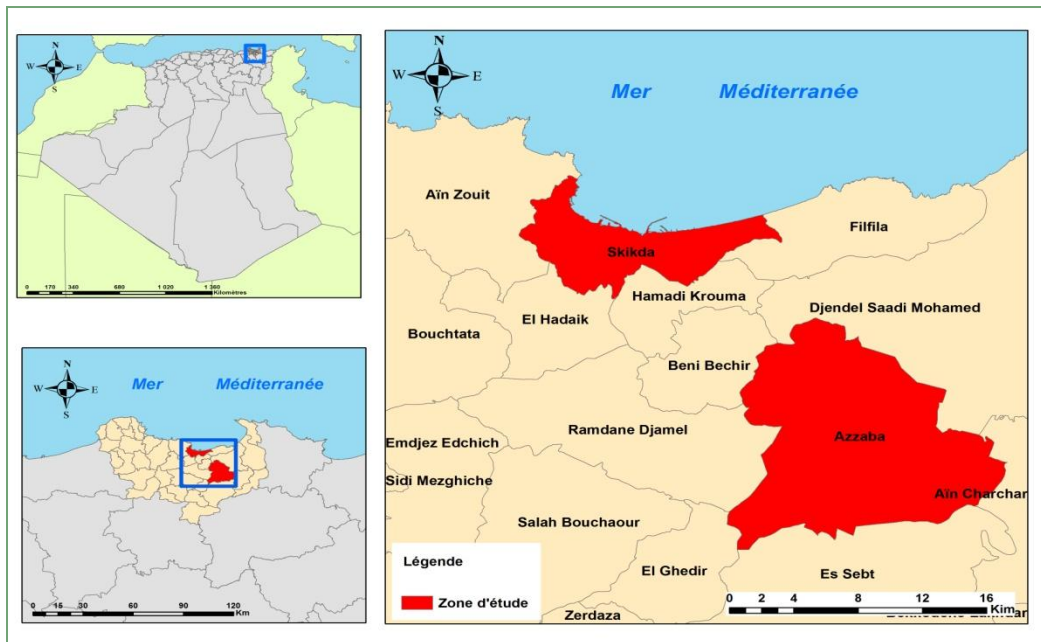 N
W E
S
0 170 340 680 1 020 1 360
Kilomètres
N
W E
S
Mer Méditerranée
0 15 30 60 90 120
Km
N
W E
S
Mer Méditerranée
Aïn Zouit
Filfila
Skikda
Hamadi Krouma
Djendel Saadi Mohamed
El Hadaik
Bouchtata
Beni Bechir
Ramdane Djamel
Azzaba
Emdjez Edchich
Sidi Mezghiche
Aïn Charchar
Salah Bouchaour
El Ghedir
Es Sebt
Zerdaza
Légende
Zone d'étude
0 2 4 8 12 16
Kim